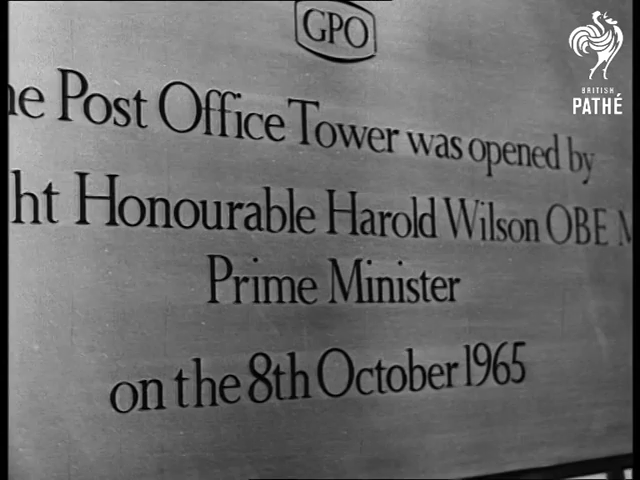 GPO
BRITISH
PATHÉ
he Post Office Tower was opened by
ht Honourable Harold Wilson OBE M
Prime Minister
on the 8th October 1965